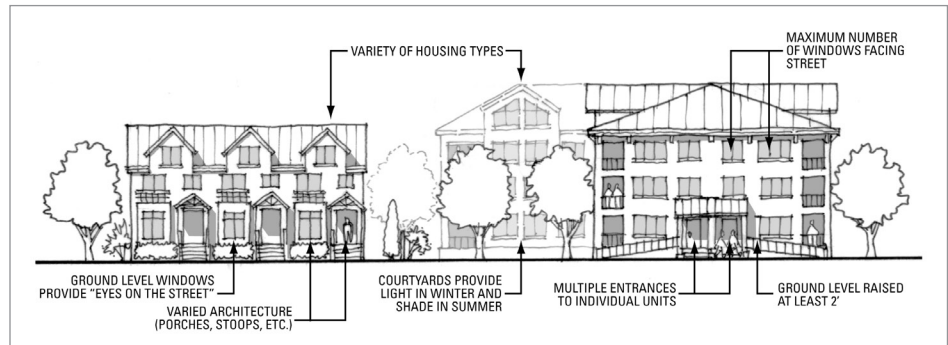 VARIETY OF HOUSING TYPES
MAXIMUM NUMBER
OF WINDOWS FACING
STREET
GROUND LEVEL WINDOWS
PROVIDE “EYES ON THE STREET”
VARIED ARCHITECTURE
(PORCHES, STOOPS, ETC.)
COURTYARDS PROVIDE
LIGHT IN WINTER AND
SHADE IN SUMMER
MULTIPLE ENTRANCES
TO INDIVIDUAL UNITS
GROUND LEVEL RAISED
AT LEAST 2’